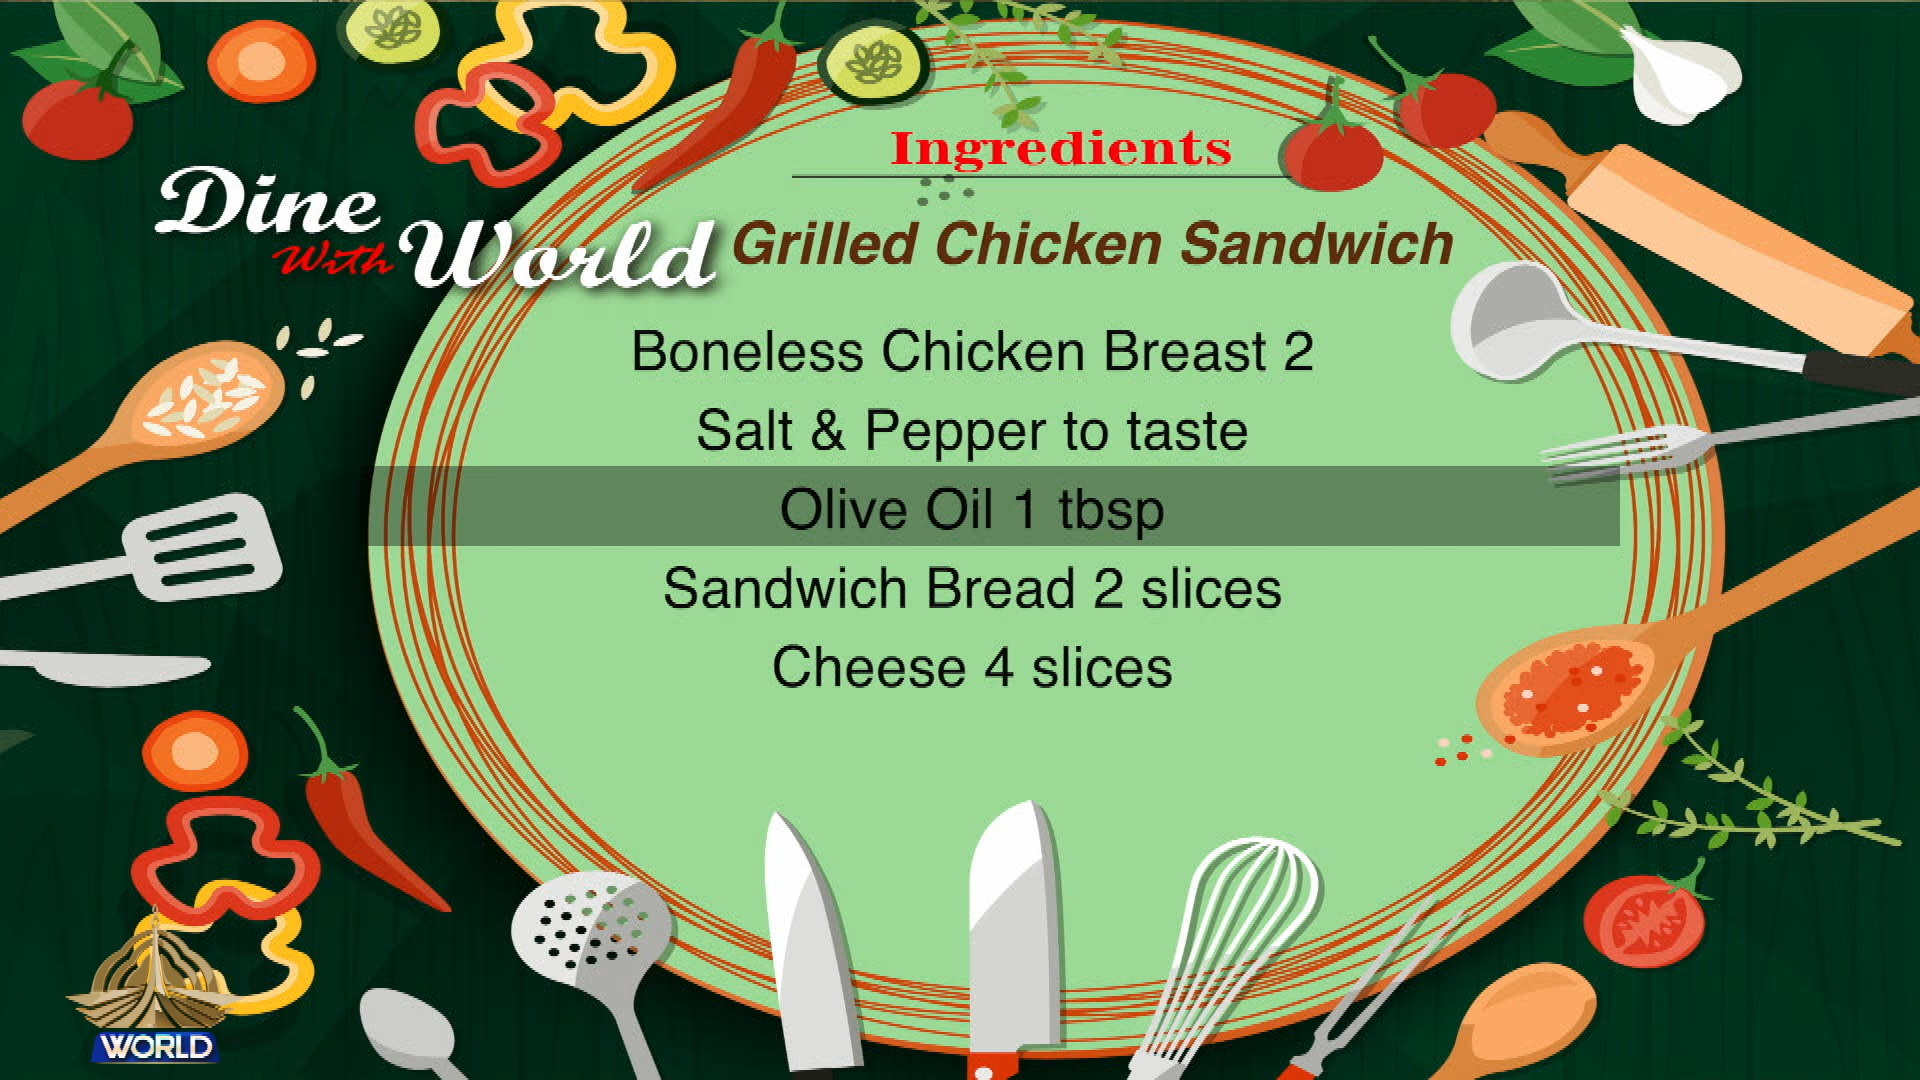 Ingredients
Dine
With World
Grilled Chicken Sandwich
Boneless Chicken Breast 2
Salt & Pepper to taste
Olive Oil 1 tbsp
Sandwich Bread 2 slices
Cheese 4 slices
WORLD